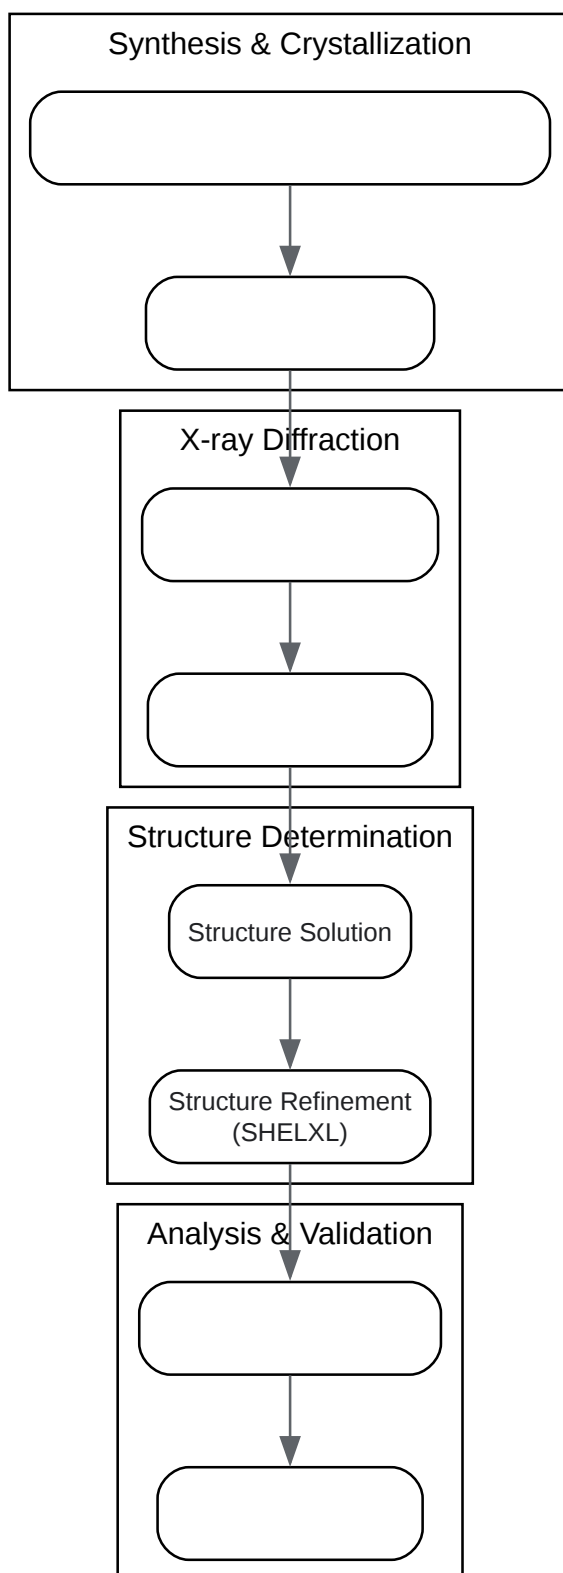 Synthesis & Crystallization
X-ray Diffraction
Structure Determination
Structure Solution
Structure Refinement
(SHELXL)
Analysis & Validation